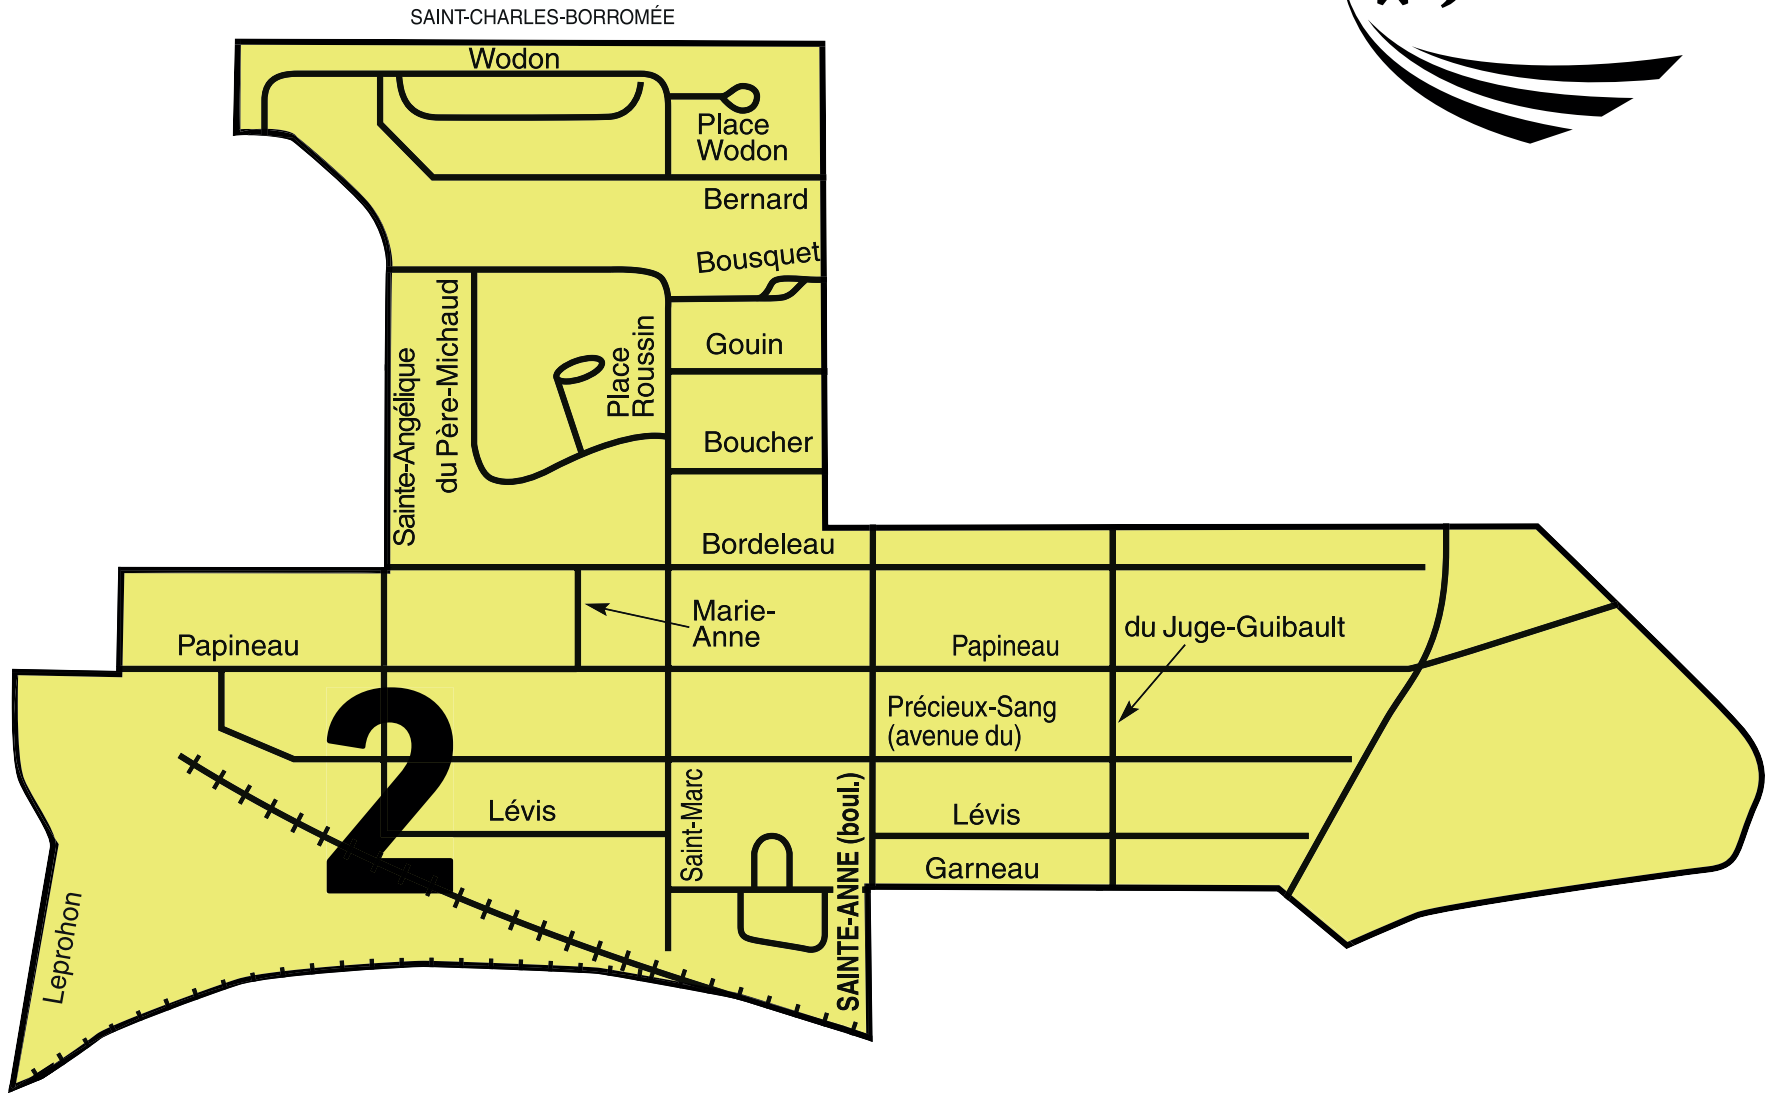 SAINT-CHARLES-BORROMÉE
Wodon
Place
Wodon
Bernard
Bousquet
Sainte-Angélique
du Père-Michaud
Place
Roussin
Gouin
Boucher
Bordeleau
Marie-
Anne
Papineau
Papineau
du Juge-Guibault
2
Précieux-Sang
(avenue du)
Lévis
Saint-Marc
SAINTE-ANNE (boul.)
Lévis
Garneau
Leprohon